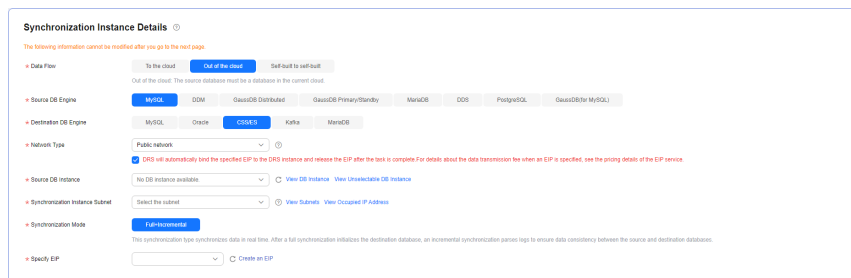 Synchronization Instance Details
The following information cannot be modified after you go to the next page.
* Data Flow To the cloud Out of the cloud Self-built to self-built
Out of the cloud: The source database must be a database in the current cloud.
* Source DB Engine MySQL DDM GaussDB Distributed GaussDB Primary/Standby MariaDB DDS PostgreSQL GaussDB(for MySQL)
* Destination DB Engine MySQL Oracle CSS/ES Kafka MariaDB
* Network Type Public network
DRS will automatically bind the specified EIP to the DRS instance and release the EIP after the task is complete.For details about the data transmission fee when an EIP is specified, see the pricing details of the EIP service.
* Source DB Instance No DB instance available View DB Instance View Unselectable DB Instance
* Synchronization Instance Subnet Select the subnet View Subnets View Occupied IP Address
* Synchronization Mode Full+Incremental
This synchronization type synchronizes data in real time. After a full synchronization initializes the destination database, an incremental synchronization parses logs to ensure data consistency between the source and destination databases.
* Specify EIP Create an EIP